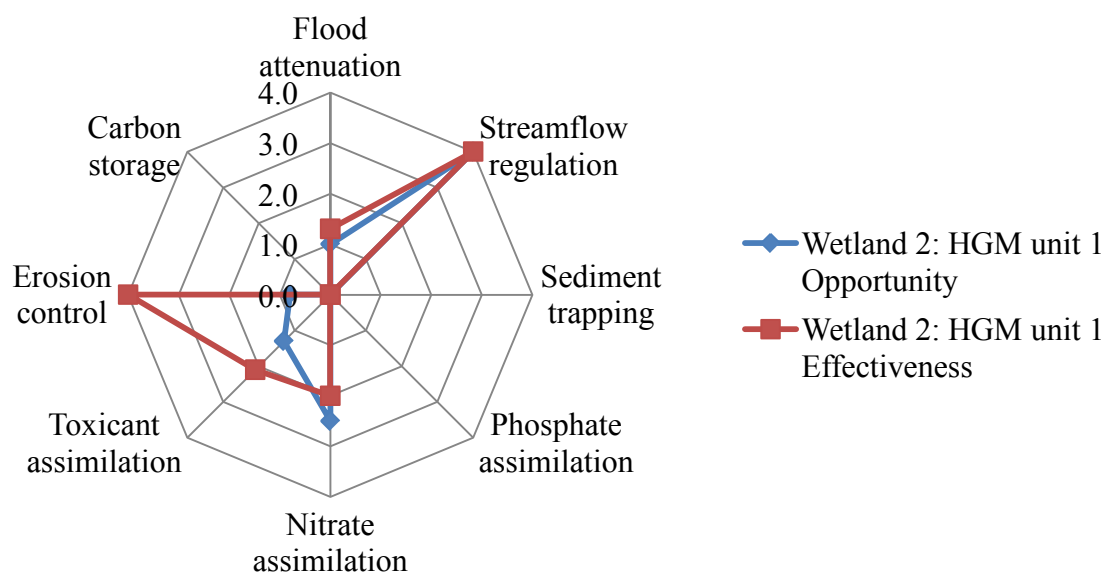 Flood
attenuation
4.0
3.0
2.0
1.0
0.0
Streamflow
regulation
Sediment
trapping
Phosphate
assimilation
Nitrate
assimilation
Toxicant
assimilation
Erosion
control
Carbon
storage
Wetland 2: HGM unit 1
Opportunity
Wetland 2: HGM unit 1
Effectiveness